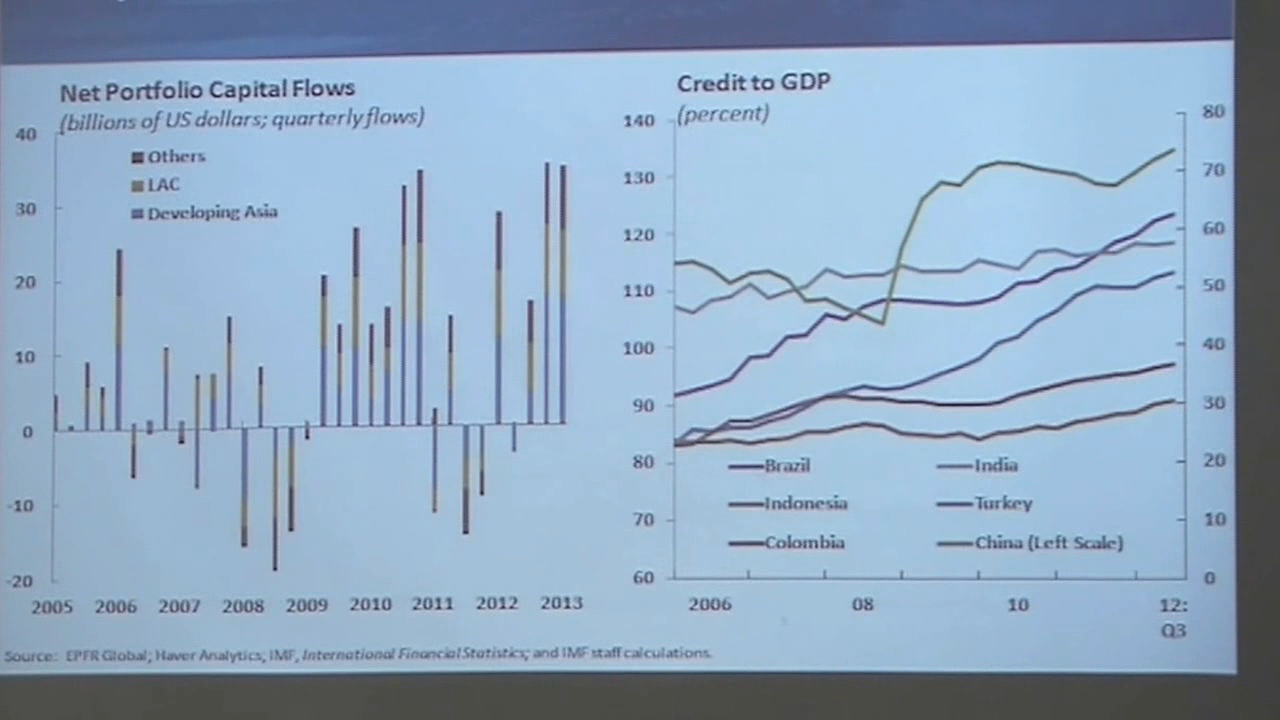 Net Portfolio Capital Flows
(billions of US dollars; quarterly flows)
40
30
20
10
0
-10
-20
Others
LAC
Developing Asia
2005 2006 2007 2008 2009 2010 2011 2012 2013
Credit to GDP
(percent)
140
130
120
110
100
90
80
70
60
80
70
60
50
40
30
20
10
0
Brazil India
Indonesia Turkey
Colombia China (Left Scale)
2006 08 10 12:
Q3
Source: EPFR Global; Haver Analytics; IMF, International Financial Statistics; and IMF staff calculations.